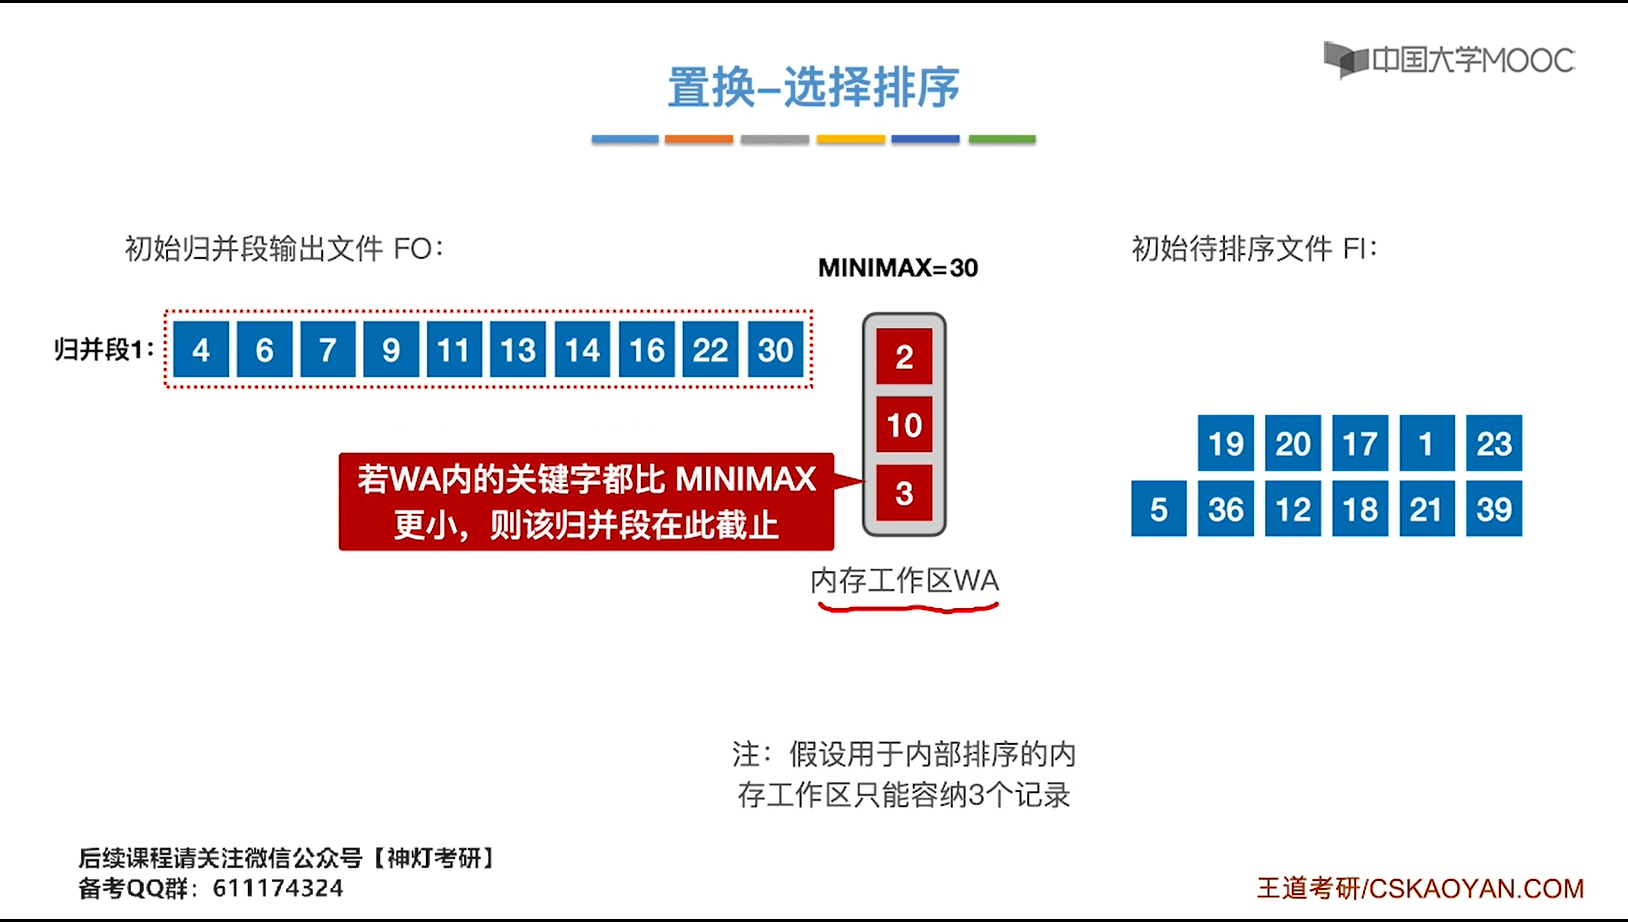 中国大学MOOC
置换-选择排序
初始归并段输出文件 FO：
MINIMAX=30
初始待排序文件 FI：
归并段1： 4 6 7 9 11 13 14 16 22 30
2
10
3
若WA内的关键字都比 MINIMAX
更小，则该归并段在此截止
19 20 17 1 23
5 36 12 18 21 39
内存工作区WA
注：假设用于内部排序的内
存工作区只能容纳3个记录
后续课程请关注微信公众号【神灯考研】
备考QQ群：611174324
王道考研/CSKAOYAN.COM